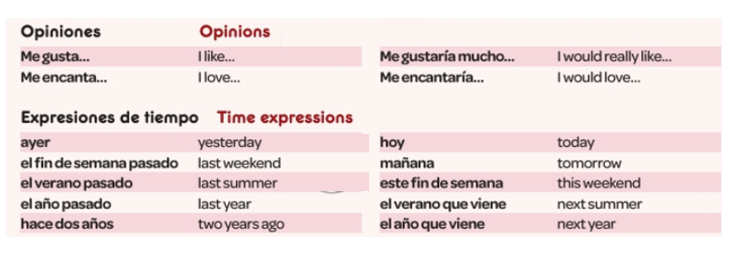 Opiniones Opinions
Me gusta... I like... Me gustaría mucho... I would really like...
Me encanta... I love... Me encantaría... I would love...
Expresiones de tiempo Time expressions
ayer yesterday hoy today
el fin de semana pasado last weekend mañana tomorrow
el verano pasado last summer este fin de semana this weekend
el año pasado last year el verano que viene next summer
hace dos años two years ago el año que viene next year